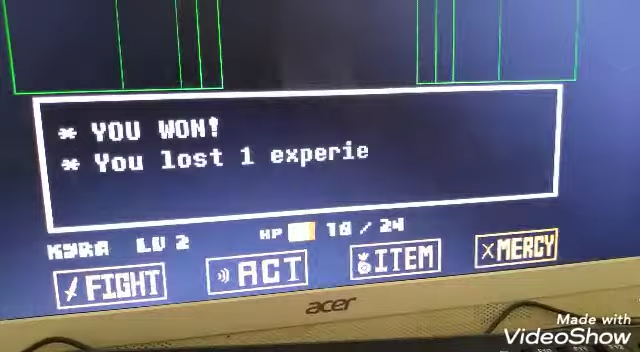 * YOU WON!
* You lost 1 experie
KYRA LV 2 HP 18 / 24
FIGHT ACT ITEM MERCY
acer
Made with
VideoShow